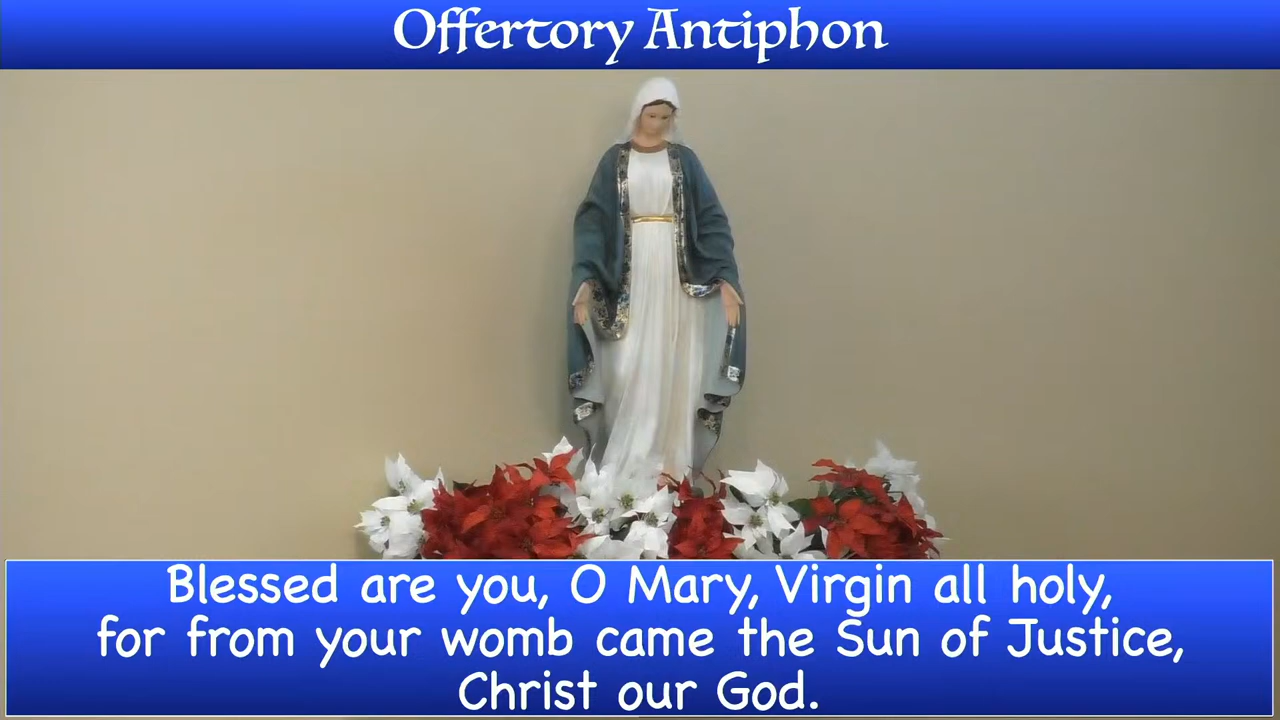 Offertory Antiphon
Blessed are you, O Mary, Virgin all holy,
for from your womb came the Sun of Justice,
Christ our God.